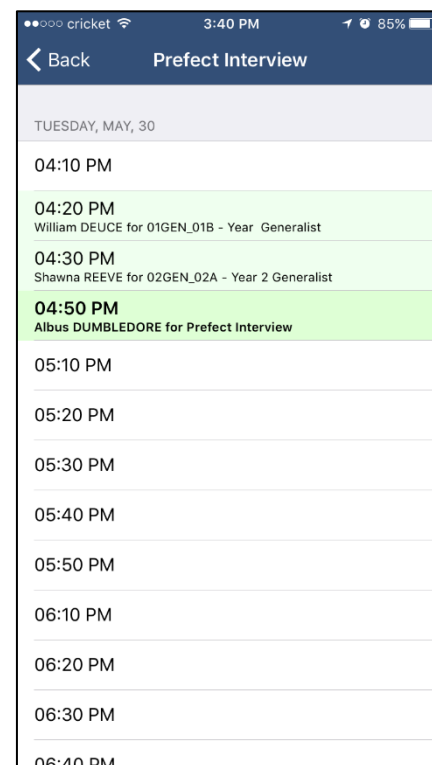 cricket 3:40 PM 85%
Back Prefect Interview
TUESDAY, MAY, 30
04:10 PM
04:20 PM
William DEUCE for 01GEN_01B - Year  Generalist
04:30 PM
Shawna REEVE for 02GEN_02A - Year 2 Generalist
04:50 PM
Albus DUMBLEDORE for Prefect Interview
05:10 PM
05:20 PM
05:30 PM
05:40 PM
05:50 PM
06:10 PM
06:20 PM
06:30 PM
06:40 PM